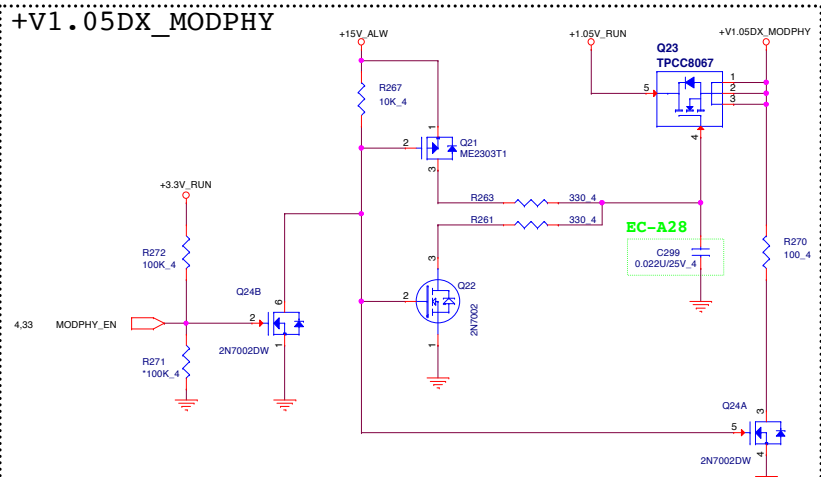 +V1.05DX_MODPHY
+15V_ALW
+1.05V_RUN
Q23
TPCC8067
+V1.05DX_MODPHY
5
1
2
3
4
R267
10K_4
1
2
Q21
ME2303T1
3
+3.3V_RUN
R263
330_4
R261
330_4
EC-A28
C299
0.022U/25V_4
R270
100_4
R272
100K_4
3
Q22
2
2N7002
1
Q24B
6
4,33
MODPHY_EN
2
1
2N7002DW
R271
*100K_4
Q24A
3
5
4
2N7002DW